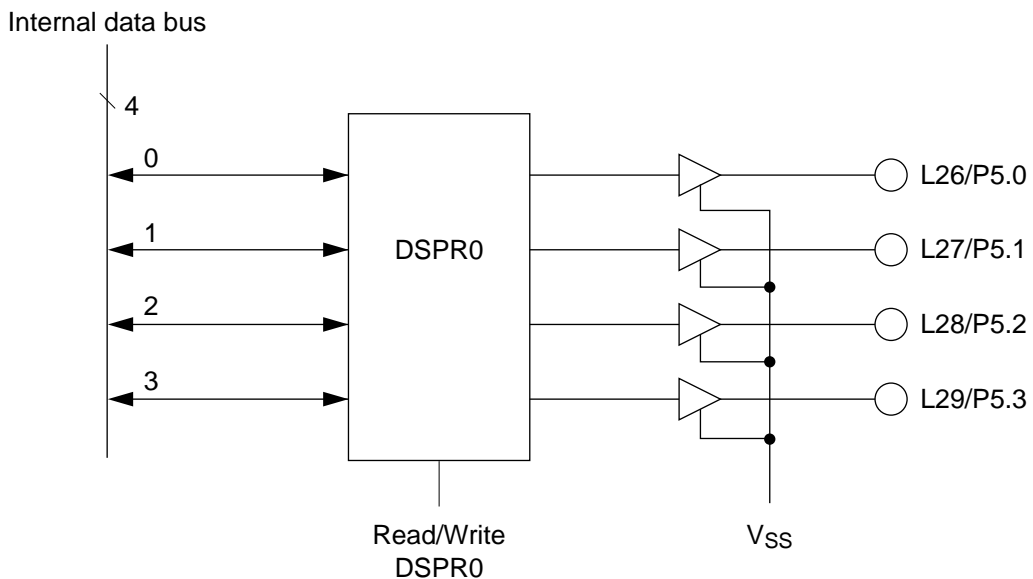 Internal data bus
4
0
L26/P5.0
1
DSPR0
L27/P5.1
2
L28/P5.2
3
L29/P5.3
Read/Write
DSPR0
VSS